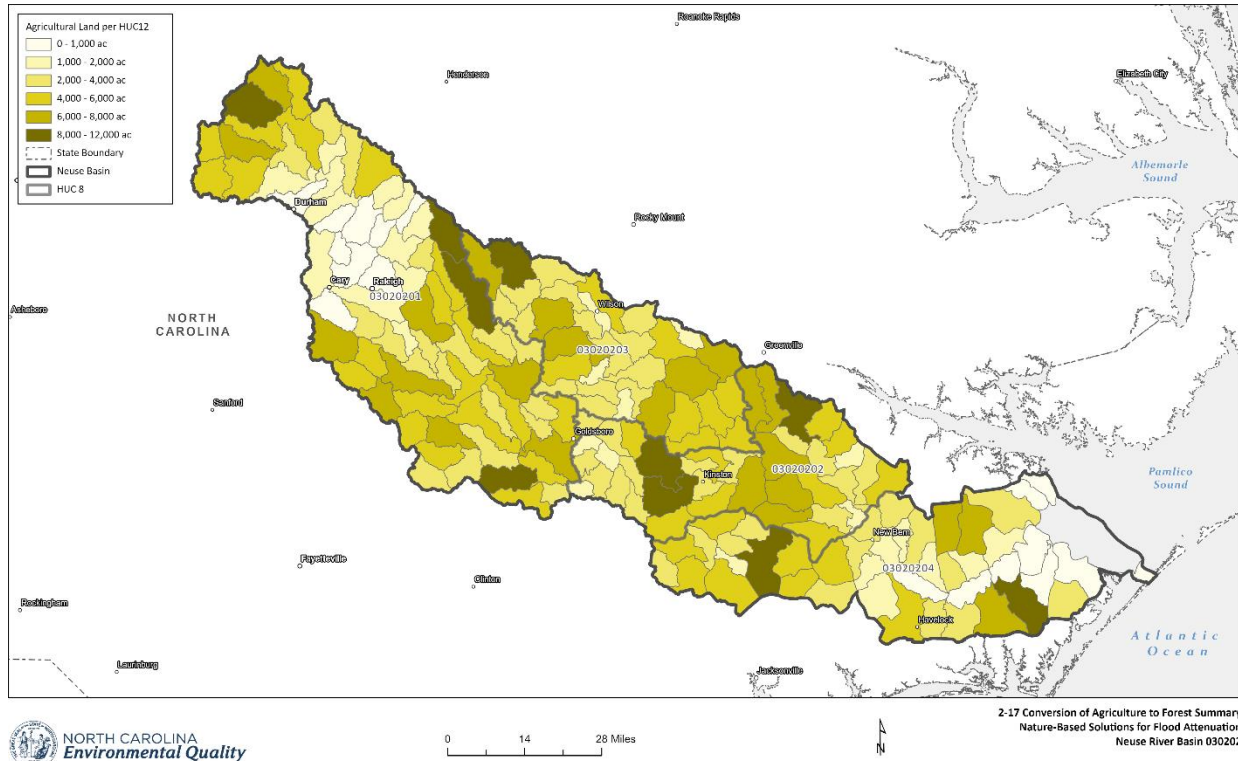 Agricultural Land per HUC12
0 - 1,000 ac
1,000 - 2,000 ac
2,000 - 4,000 ac
4,000 - 6,000 ac
6,000 - 8,000 ac
8,000 - 12,000 ac
State Boundary
Neuse Basin
HUC 8
Roanoke Rapids
Henderson
Elizabeth City
Albemarle
Sound
Durham
Rocky Mount
Cary
Raleigh
03020201
Asheboro
NORTH
CAROLINA
Wilson
03020203
Greenville
Sanford
Goldsboro
Kinston
03020202
Pamlico
Sound
New Bern
03020204
Fayetteville
Clinton
Rockingham
Havelock
Atlantic
Ocean
Laurinburg
Jacksonville
NORTH CAROLINA
Environmental Quality
0 14 28 Miles
N
2-17 Conversion of Agriculture to Forest Summary
Nature-Based Solutions for Flood Attenuation
Neuse River Basin 030202